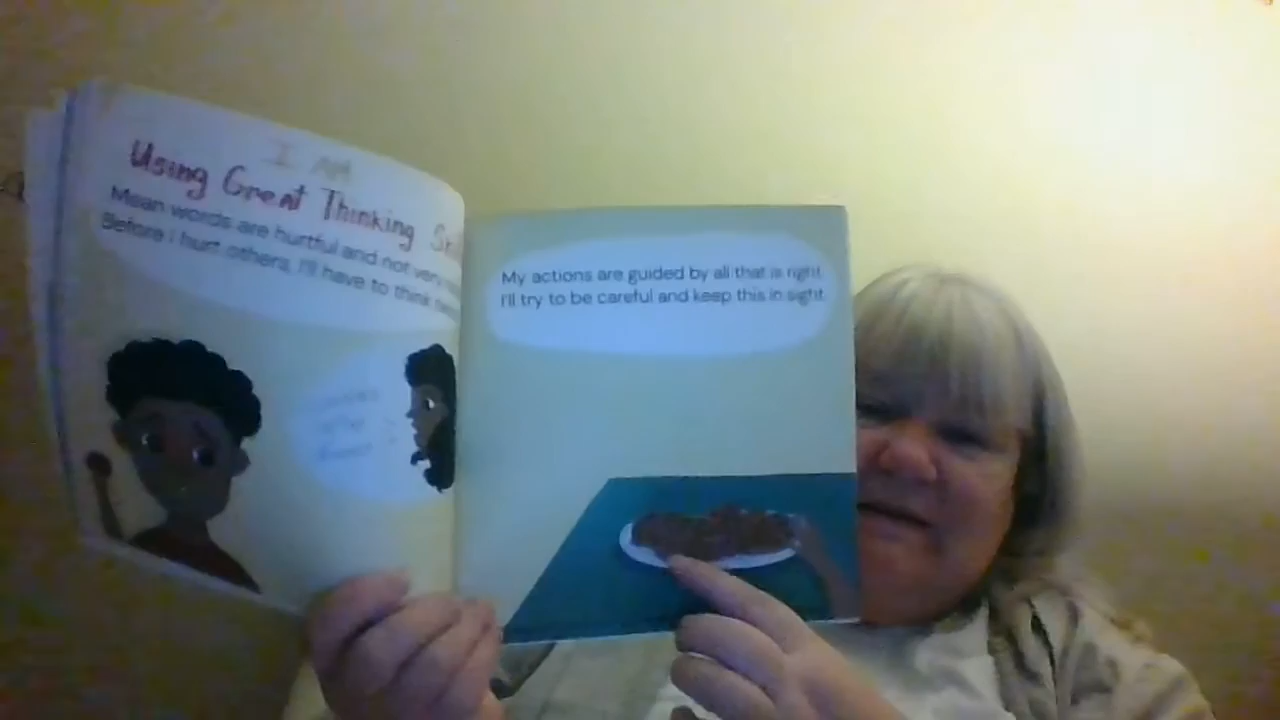 I AM
Using Great Thinking
Mean words are hurtful and not very
Before I hurt others, I'll have to think
My actions are guided by all that is right.
I'll try to be careful and keep this in sight.